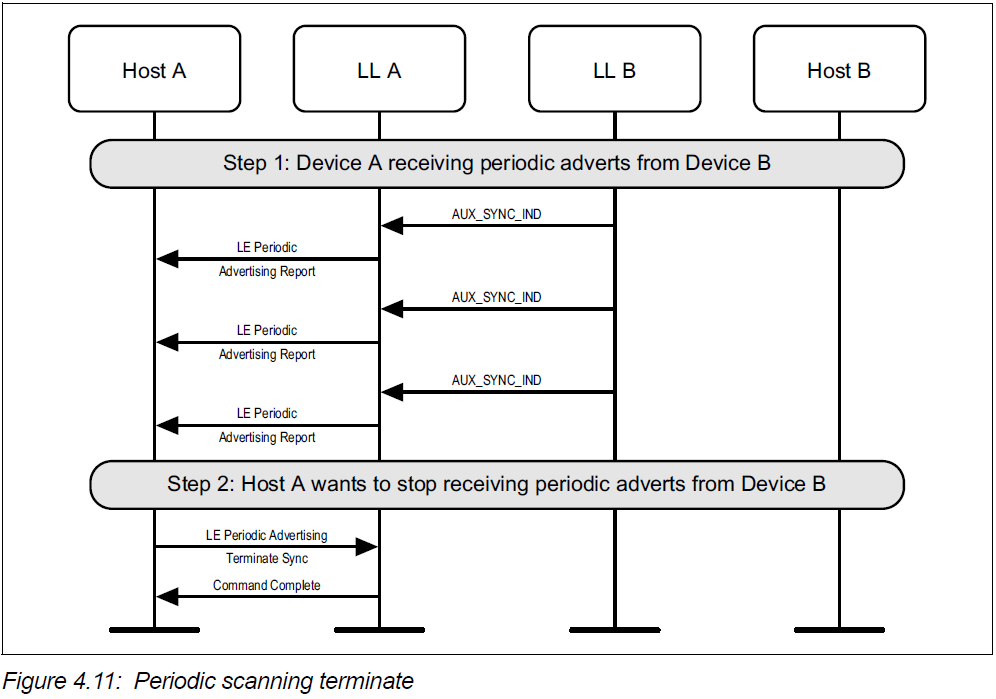 Host A
LL A
LL B
Host B
Step 1: Device A receiving periodic adverts from Device B
AUX_SYNC_IND
LE Periodic
Advertising Report
AUX_SYNC_IND
LE Periodic
Advertising Report
AUX_SYNC_IND
LE Periodic
Advertising Report
Step 2: Host A wants to stop receiving periodic adverts from Device B
LE Periodic Advertising
Terminate Sync
Command Complete
Figure 4.11: Periodic scanning terminate